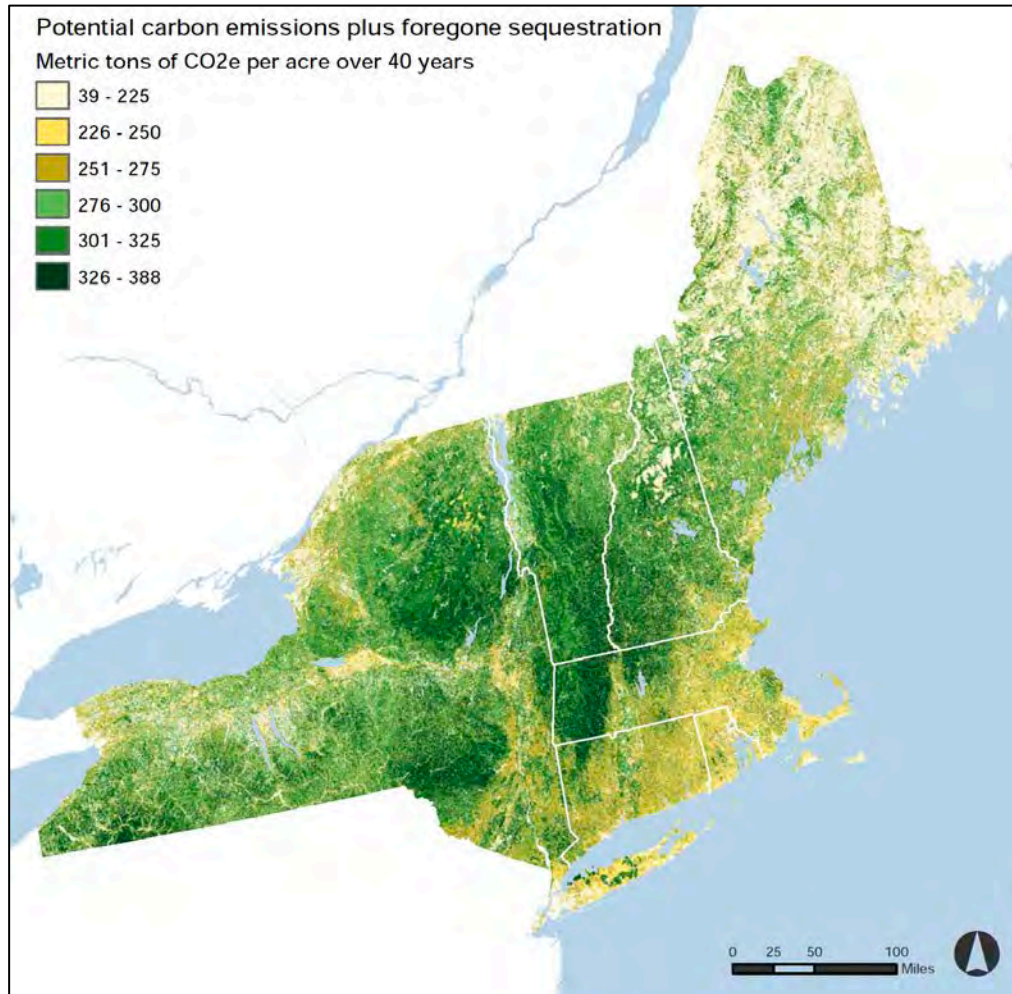 Potential carbon emissions plus foregone sequestration
Metric tons of CO2e per acre over 40 years
39 - 225
226 - 250
251 - 275
276 - 300
301 - 325
326 - 388
0 25 50 100
Miles